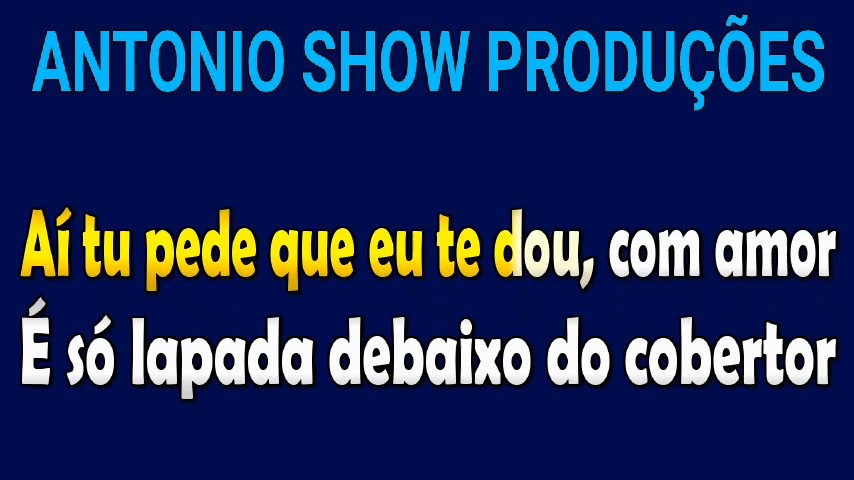 ANTONIO SHOW PRODUÇÕES
Aí tu pede que eu te dou, com amor
É só lapada debaixo do cobertor